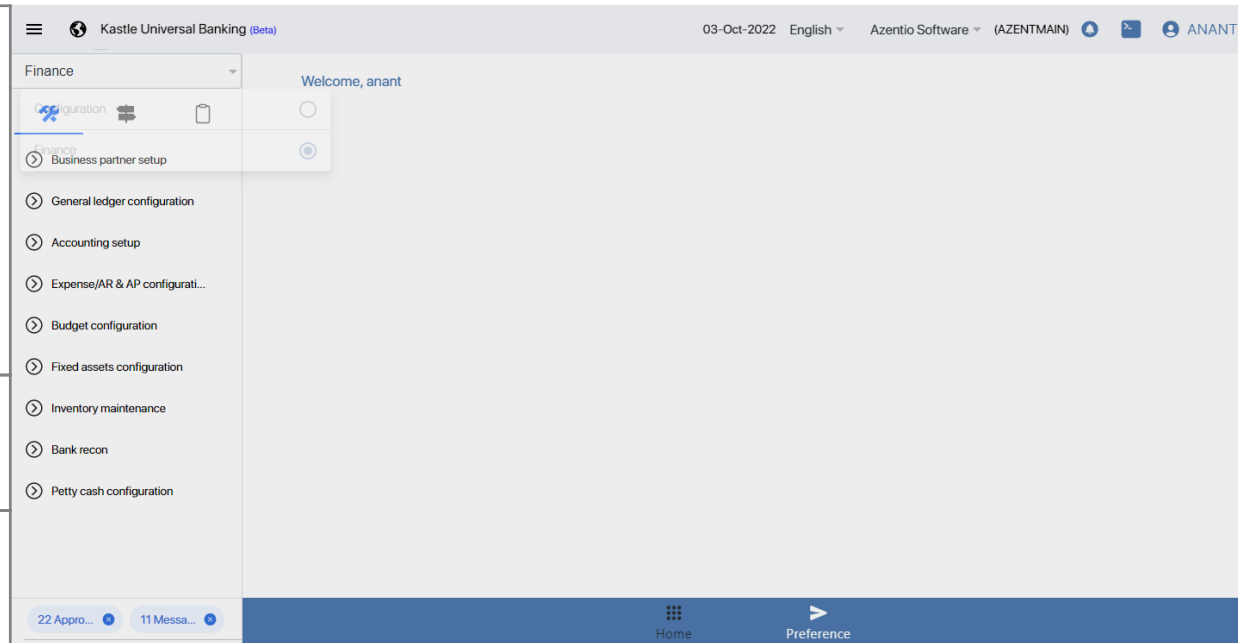 Kastle Universal Banking (Beta)
03-Oct-2022 English Azentio Software (AZENTMAIN) ANANT
Finance
Welcome, anant
Configuration
Finance
Business partner setup
General ledger configuration
Accounting setup
Expense/AR & AP configurati...
Budget configuration
Fixed assets configuration
Inventory maintenance
Bank recon
Petty cash configuration
22 Appro... 11 Messa...
Home Preference